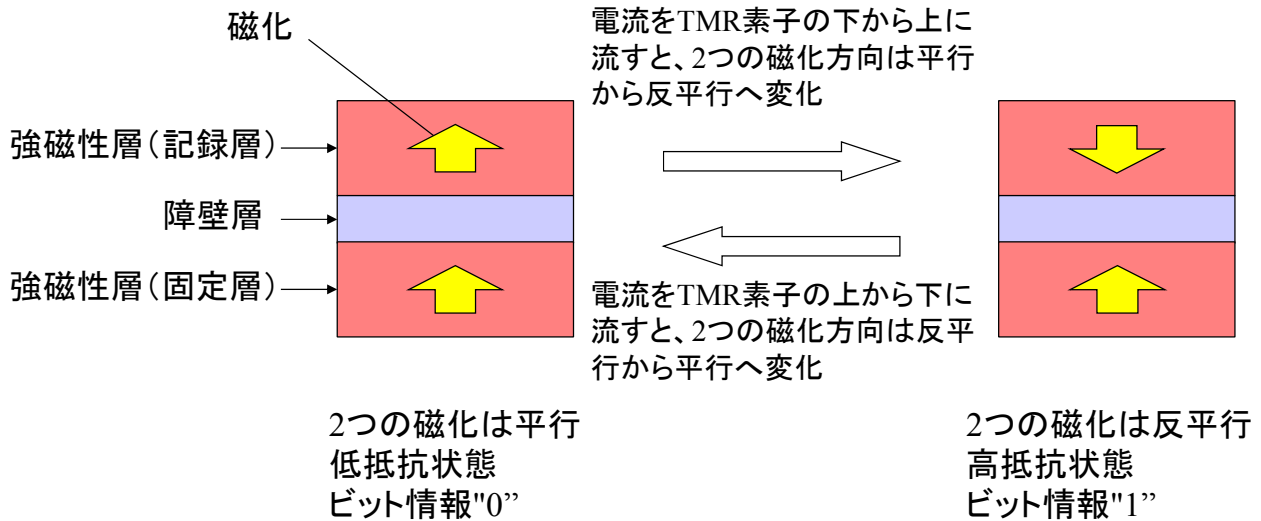 磁化
強磁性層(記録層)
障壁層
強磁性層(固定層)
電流をTMR素子の下から上に
流すと、2つの磁化方向は平行
から反平行へ変化
電流をTMR素子の上から下に
流すと、2つの磁化方向は反平
行から平行へ変化
2つの磁化は平行
低抵抗状態
ビット情報"0”
2つの磁化は反平行
高抵抗状態
ビット情報"1”